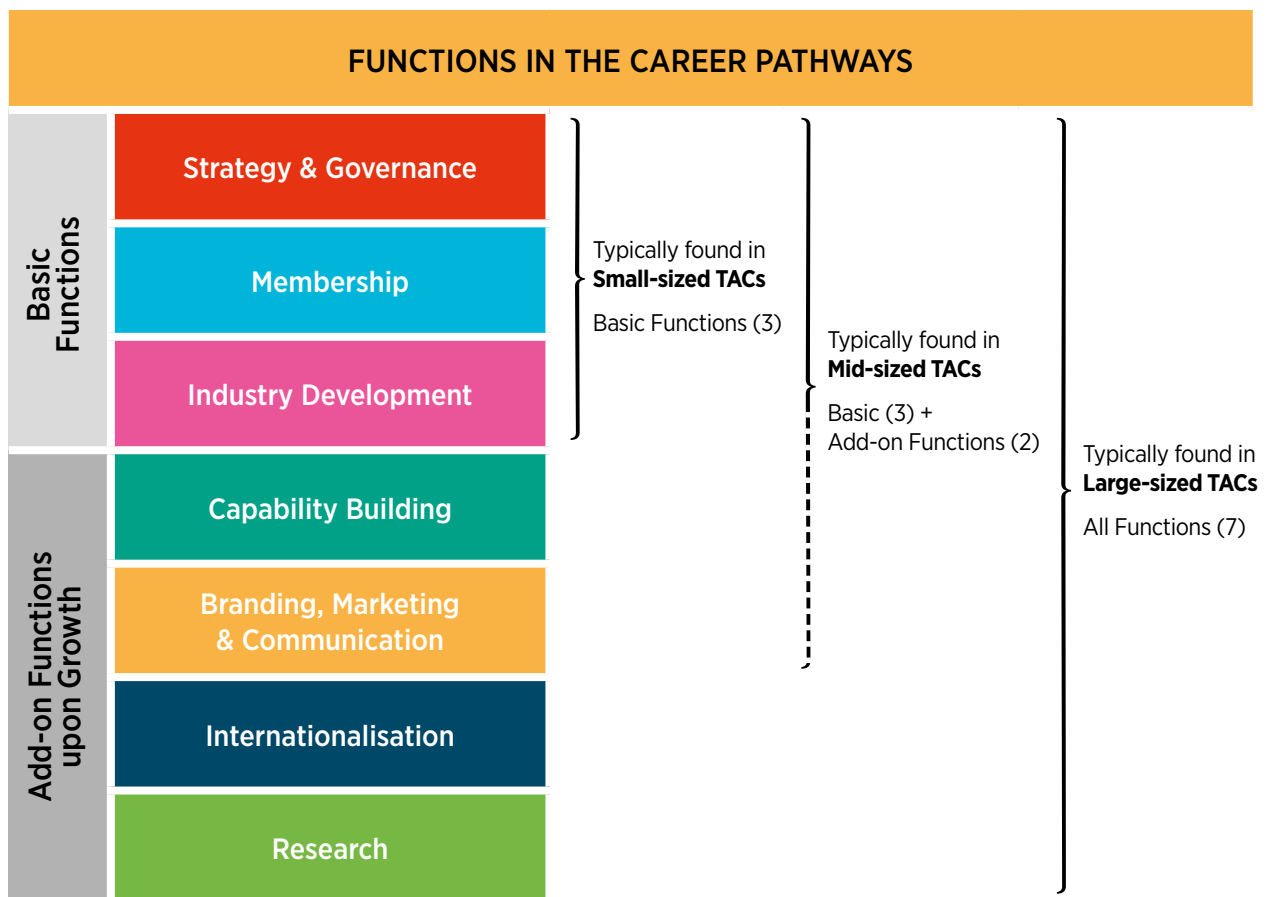 FUNCTIONS IN THE CAREER PATHWAYS
Basic
Functions
Strategy & Governance
Membership
Industry Development
Typically found in
Small-sized TACs
Basic Functions (3)
Typically found in
Mid-sized TACs
Basic (3) +
Add-on Functions (2)
Typically found in
Large-sized TACs
All Functions (7)
Add-on Functions
upon Growth
Capability Building
Branding, Marketing
& Communication
Internationalisation
Research